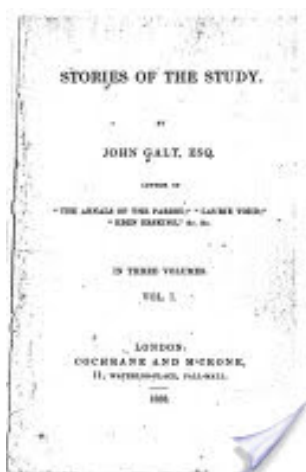 STORIES OF THE STUDY.
BY
JOHN GALT, ESQ.
AUTHOR OF
"THE ANNALS OF THE PARISH;" "LAWRIE TODD;"
"EBEN ERSKINE," &c. &c.
IN THREE VOLUMES.
VOL. I.
LONDON:
COCHRANE AND M'CRONE,
11, WATERLOO-PLACE, PALL-MALL.